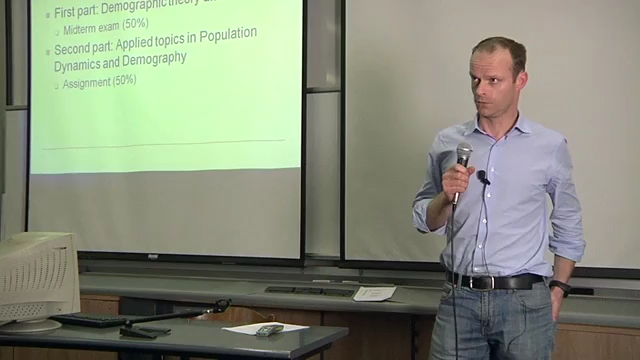 First part: Demographic theory
Midterm exam (50%)
Second part: Applied topics in Population
Dynamics and Demography
Assignment (50%)